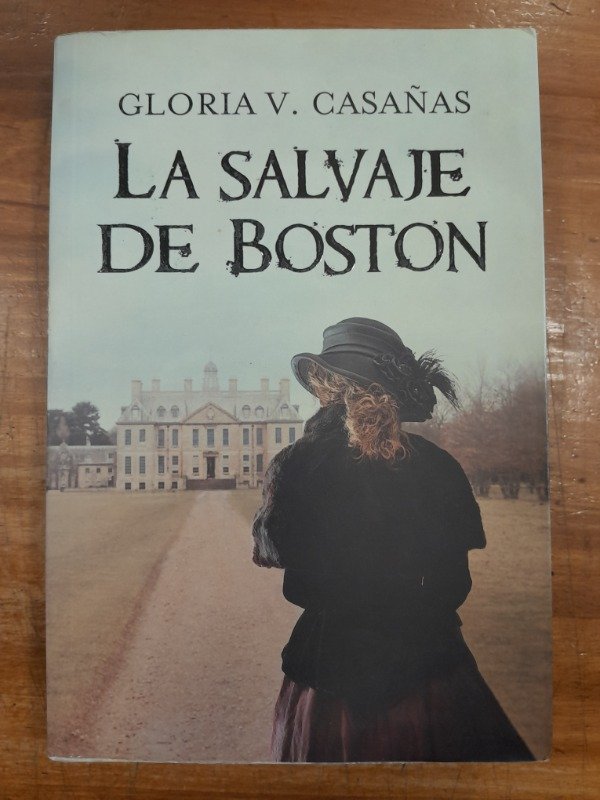 GLORIA V. CASAÑAS
LA SALVAJE
DE BOSTON